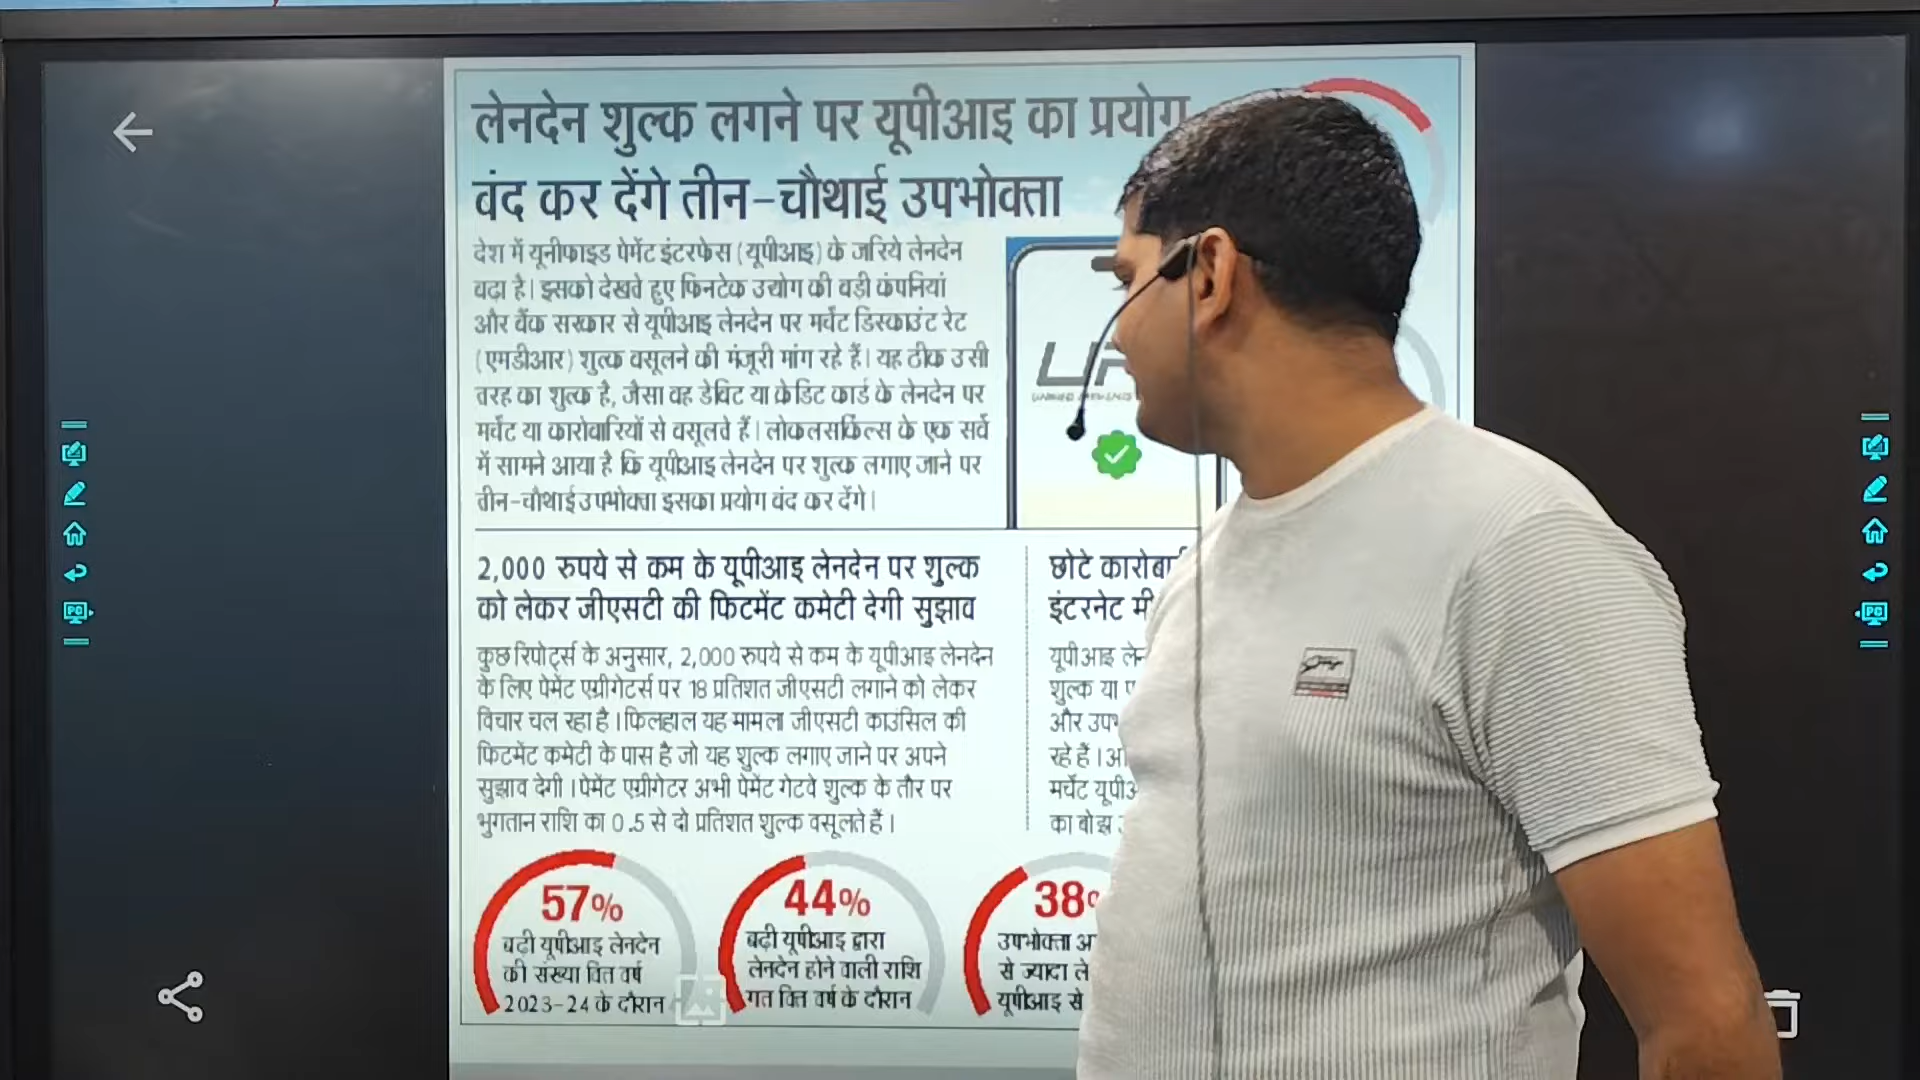 लेनदेन शुल्क लगने पर यूपीआइ का प्रयोग
बंद कर देंगे तीन-चौथाई उपभोक्ता
देश में यूनीफाइड पेमेंट इंटरफेस (यूपीआइ) के जरिये लेनदेन
बढ़ा है। इसको देखते हुए फिनटेक उद्योग की बड़ी कंपनियां
और बैंक सरकार से यूपीआइ लेनदेन पर मर्चेंट डिस्काउंट रेट
(एमडीआर) शुल्क वसूलने की मंजूरी मांग रहे हैं। यह ठीक उसी
तरह का शुल्क है, जैसा वह डेबिट या क्रेडिट कार्ड के लेनदेन पर
मर्चेंट या कारोबारियों से वसूलते हैं। लोकलसर्किल्स के एक सर्वे
में सामने आया है कि यूपीआइ लेनदेन पर शुल्क लगाए जाने पर
तीन-चौथाई उपभोक्ता इसका प्रयोग बंद कर देंगे।
2,000 रुपये से कम के यूपीआइ लेनदेन पर शुल्क
को लेकर जीएसटी की फिटमेंट कमेटी देगी सुझाव
कुछ रिपोर्ट्स के अनुसार, 2,000 रुपये से कम के यूपीआइ लेनदेन
के लिए पेमेंट एग्रीगेटर्स पर 18 प्रतिशत जीएसटी लगाने को लेकर
विचार चल रहा है। फिलहाल यह मामला जीएसटी काउंसिल की
फिटमेंट कमेटी के पास है जो यह शुल्क लगाए जाने पर अपने
सुझाव देगी। पेमेंट एग्रीगेटर अभी पेमेंट गेटवे शुल्क के तौर पर
भुगतान राशि का 0.5 से दो प्रतिशत शुल्क वसूलते हैं।
छोटे
इंटरनेट
यूपीआइ
शुल्क या
और
रहे हैं।
मर्चेंट
का बोझ
57%
बढ़ी यूपीआइ लेनदेन
की संख्या वित्त वर्ष
2023-24 के दौरान
44%
बढ़ी यूपीआइ द्वारा
लेनदेन होने वाली राशि
गत वित्त वर्ष के दौरान
38
उपभोक्ता
से ज्यादा
यूपीआइ से